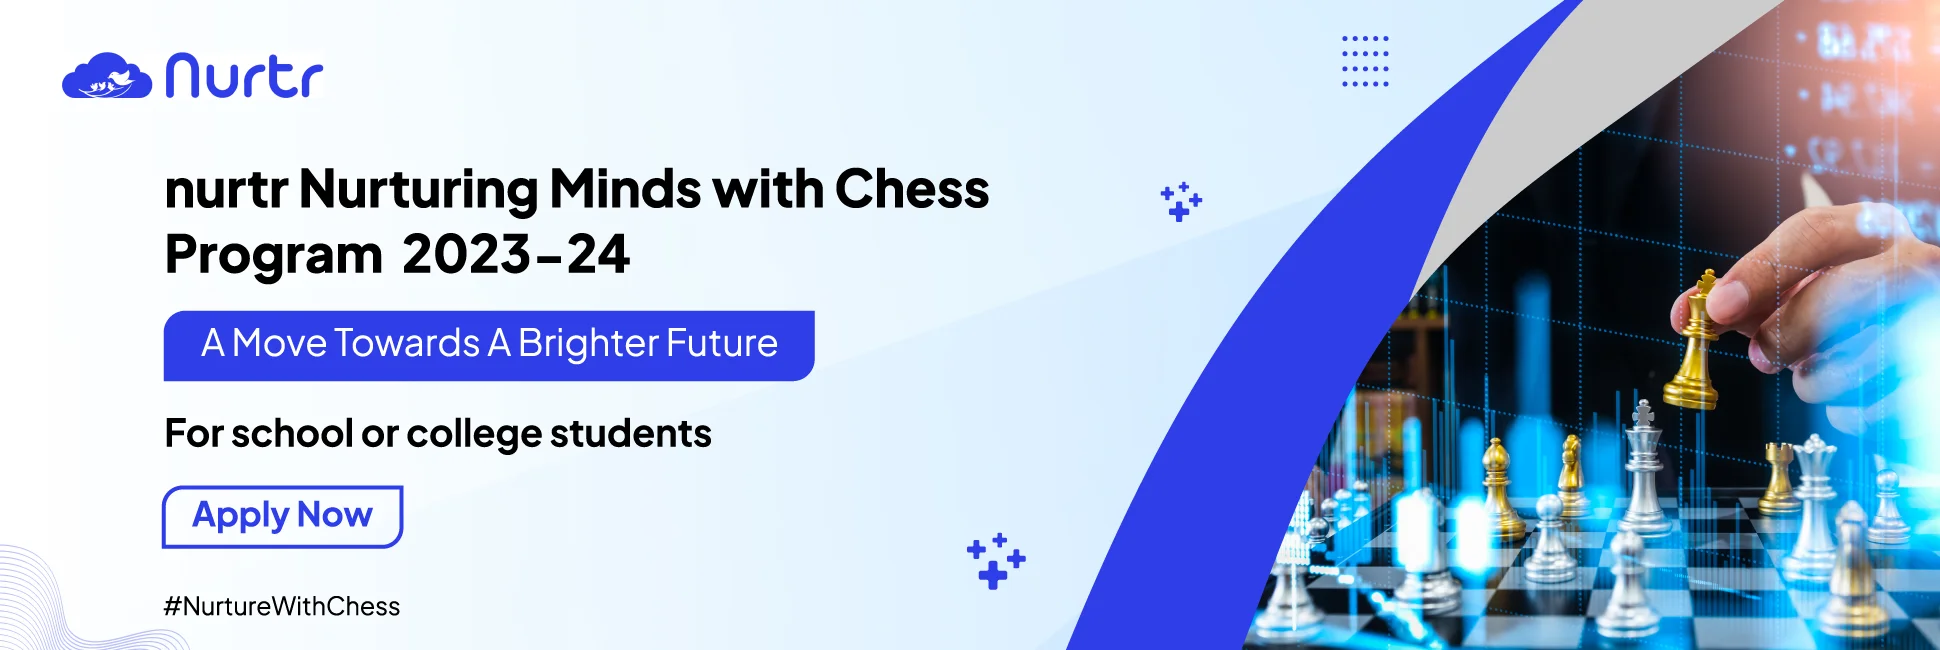 Nurtr
nurtr Nurturing Minds with Chess
Program 2023-24
A Move Towards A Brighter Future
For school or college students
Apply Now
#NurtureWithChess